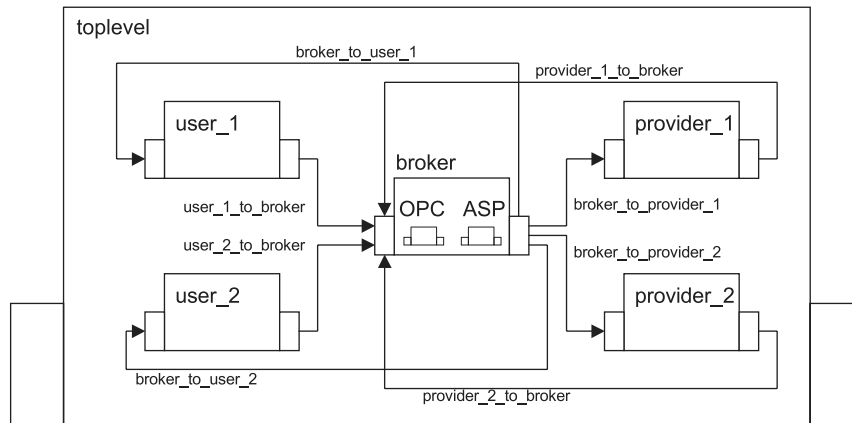 toplevel
broker_to_user_1
provider_1_to_broker
user_1
provider_1
broker
OPC ASP
user_1_to_broker
broker_to_provider_1
user_2_to_broker
broker_to_provider_2
user_2
provider_2
broker_to_user_2
provider_2_to_broker